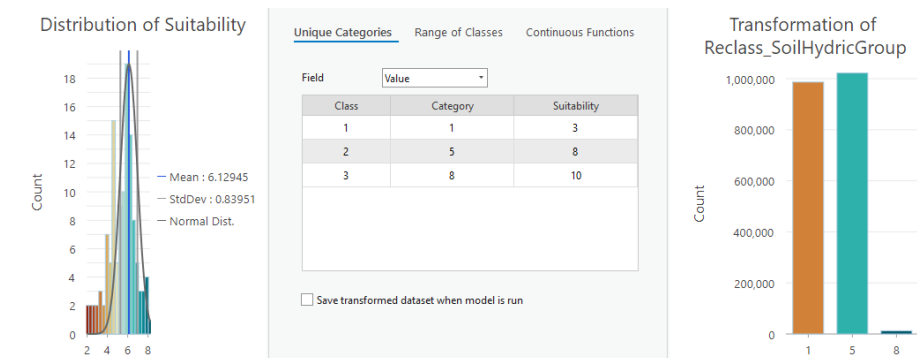 Distribution of Suitability
18
16
14
12
10
8
6
4
2
0
Count
2 4 6 8
Mean : 6.12945
StdDev : 0.83951
Normal Dist.
Unique Categories Range of Classes Continuous Functions
Field Value
Class Category Suitability
1 1 3
2 5 8
3 8 10
Save transformed dataset when model is run
Transformation of
Reclass_SoilHydricGroup
1,000,000
800,000
600,000
400,000
200,000
0
Count
1 5 8